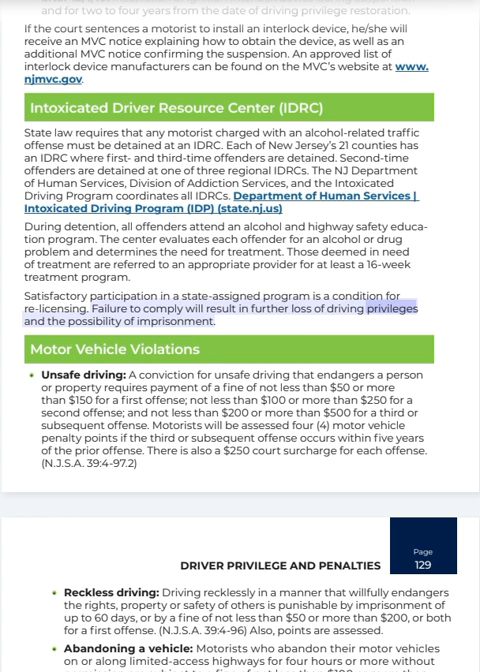 and for two to four years from the date of driving privilege restoration.
If the court sentences a motorist to install an interlock device, he/she will
receive an MVC notice explaining how to obtain the device, as well as an
additional MVC notice confirming the suspension. An approved list of
interlock device manufacturers can be found on the MVC's website at www.
njmvc.gov.
Intoxicated Driver Resource Center (IDRC)
State law requires that any motorist charged with an alcohol-related traffic
offense must be detained at an IDRC. Each of New Jersey's 21 counties has
an IDRC where first- and third-time offenders are detained. Second-time
offenders are detained at one of three regional IDRCs. The NJ Department
of Human Services, Division of Addiction Services, and the Intoxicated
Driving Program coordinates all IDRCs. Department of Human Services |
Intoxicated Driving Program (IDP) (state.nj.us)
During detention, all offenders attend an alcohol and highway safety educa-
tion program. The center evaluates each offender for an alcohol or drug
problem and determines the need for treatment. Those deemed in need
of treatment are referred to an appropriate provider for at least a 16-week
treatment program.
Satisfactory participation in a state-assigned program is a condition for
re-licensing. Failure to comply will result in further loss of driving privileges
and the possibility of imprisonment.
Motor Vehicle Violations
• Unsafe driving: A conviction for unsafe driving that endangers a person
or property requires payment of a fine of not less than $50 or more
than $150 for a first offense; not less than $100 or more than $250 for a
second offense; and not less than $200 or more than $500 for a third or
subsequent offense. Motorists will be assessed four (4) motor vehicle
penalty points if the third or subsequent offense occurs within five years
of the prior offense. There is also a $250 court surcharge for each offense.
(N.J.S.A. 39:4-97.2)
Page
DRIVER PRIVILEGE AND PENALTIES 129
• Reckless driving: Driving recklessly in a manner that willfully endangers
the rights, property or safety of others is punishable by imprisonment of
up to 60 days, or by a fine of not less than $50 or more than $200, or both
for a first offense. (N.J.S.A. 39:4-96) Also, points are assessed.
• Abandoning a vehicle: Motorists who abandon their motor vehicles
on or along limited-access highways for four hours or more without